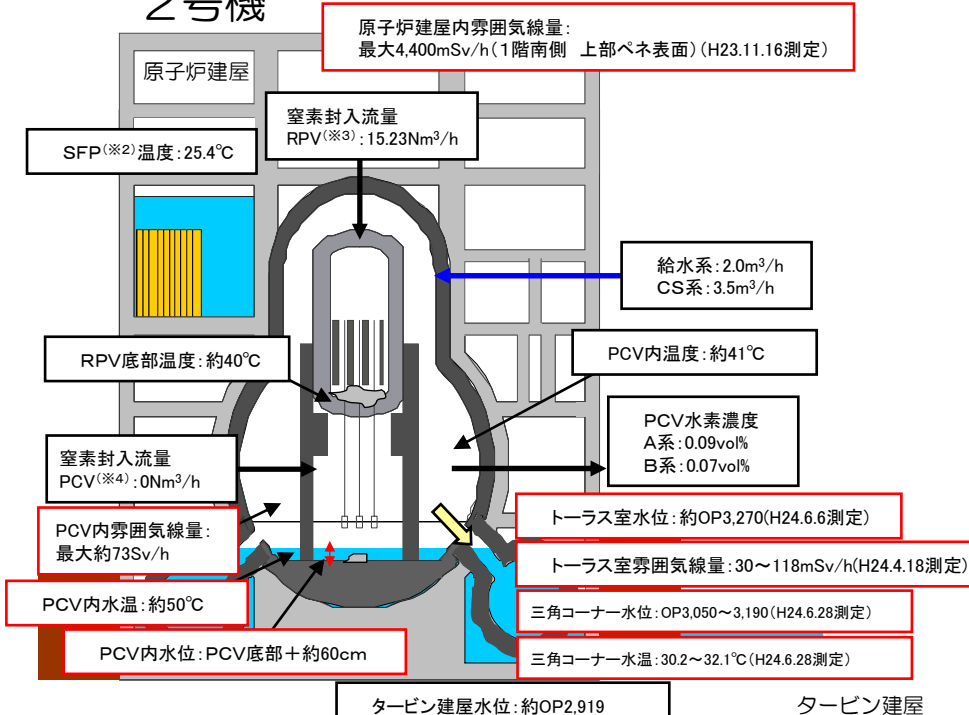 2号機
原子炉建屋内雰囲気線量:
最大4,400mSv/h(1階南側 上部ペネ表面)(H23.11.16測定)
原子炉建屋
窒素封入流量
RPV(※3):15.23Nm³/h
SFP(※2)温度:25.4℃
給水系:2.0m³/h
CS系:3.5m³/h
RPV底部温度:約40℃
PCV内温度:約41℃
PCV水素濃度
A系:0.09vol%
B系:0.07vol%
窒素封入流量
PCV(※4):0Nm³/h
PCV内雰囲気線量:
最大約73Sv/h
トーラス室水位:約OP3,270(H24.6.6測定)
トーラス室雰囲気線量:30～118mSv/h(H24.4.18測定)
PCV内水温:約50℃
三角コーナー水位:OP3,050～3,190(H24.6.28測定)
PCV内水位:PCV底部+約60cm
三角コーナー水温:30.2～32.1℃(H24.6.28測定)
タービン建屋水位:約OP2,919
タービン建屋